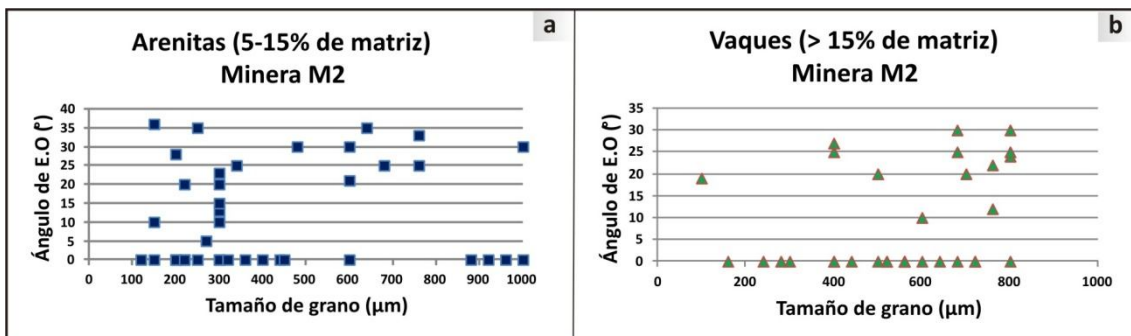 a
Arenitas (5-15% de matriz)
Minera M2
Ángulo de E.O (°)
40
35
30
25
20
15
10
5
0
0 100 200 300 400 500 600 700 800 900 1000
Tamaño de grano (µm)
b
Vaques (> 15% de matriz)
Minera M2
Ángulo de E.O (°)
35
30
25
20
15
10
5
0
0 200 400 600 800 1000
Tamaño de grano (µm)